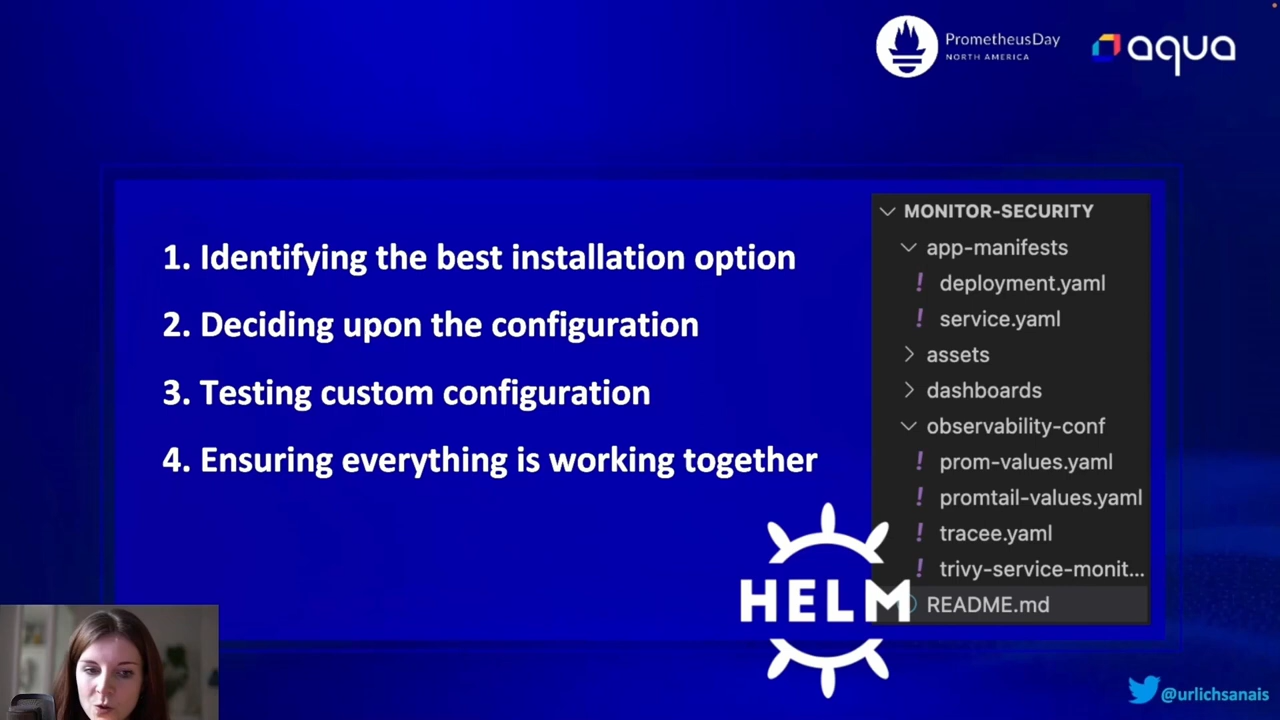 PrometheusDay
NORTH AMERICA
aqua
1. Identifying the best installation option
2. Deciding upon the configuration
3. Testing custom configuration
4. Ensuring everything is working together
MONITOR-SECURITY
app-manifests
! deployment.yaml
! service.yaml
assets
dashboards
observability-conf
! prom-values.yaml
! promtail-values.yaml
! tracee.yaml
! trivy-service-monit...
README.md
HELM
@urlichsanais